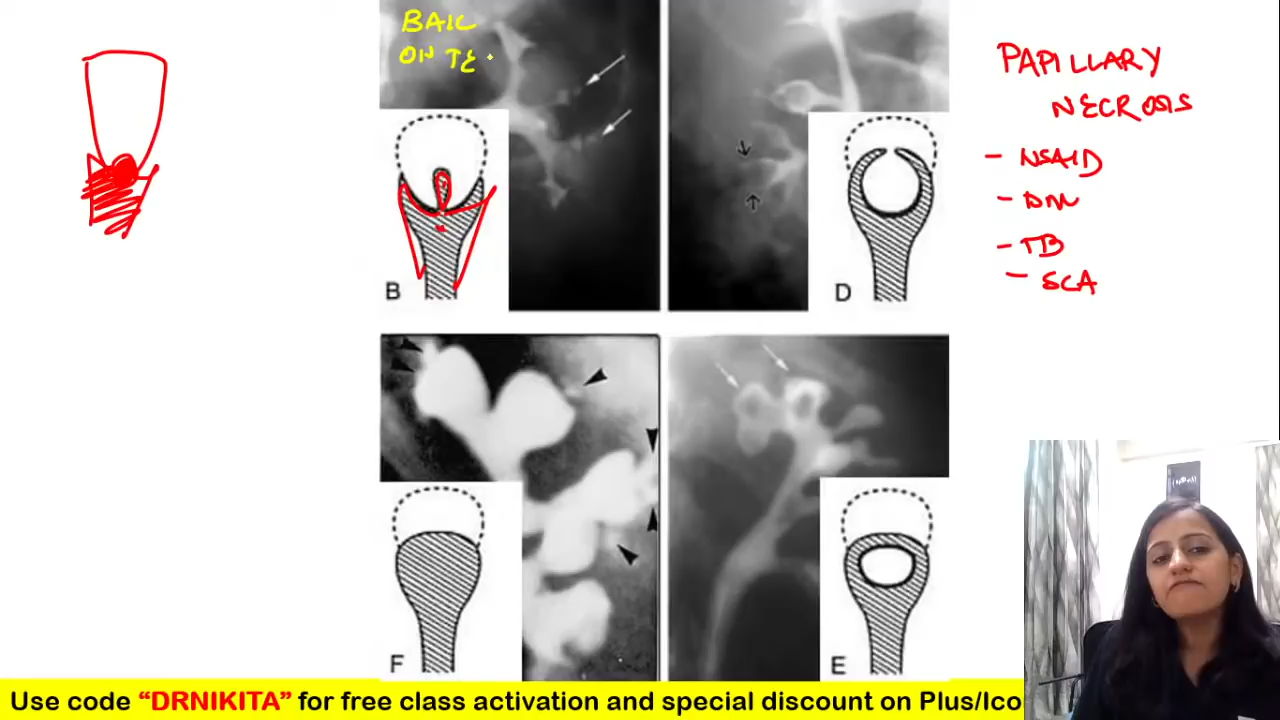 BALL
ON TE
PAPILLARY
NECROSIS
- NSAID
- DM
- TB
- SCA
B
D
F
E
Use code “DRNIKITA” for free class activation and special discount on Plus/Ico